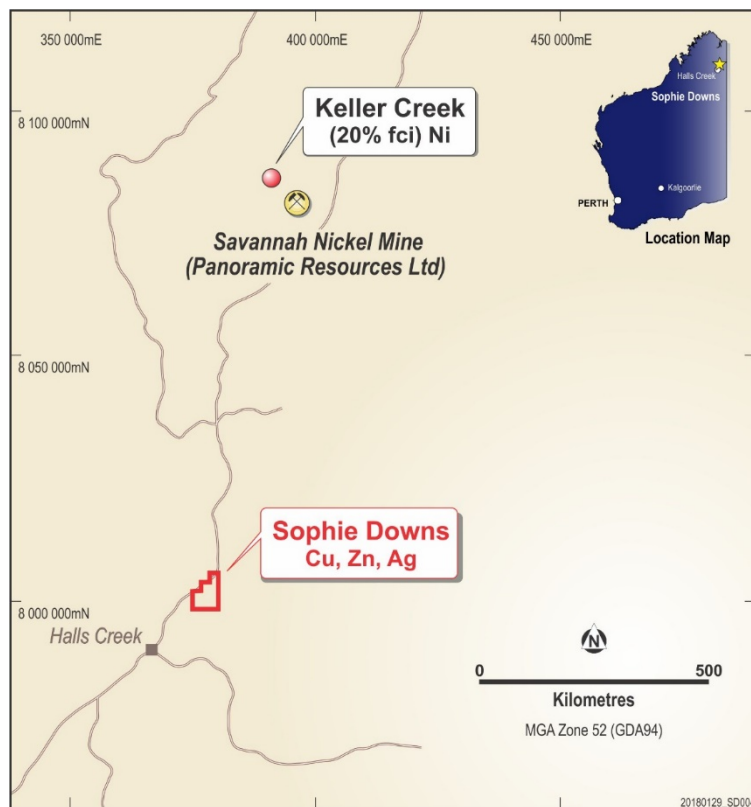 350 000mE
400 000mE
450 000mE
8 100 000mN
8 050 000mN
8 000 000mN
Keller Creek
(20% fci) Ni
Savannah Nickel Mine
(Panoramic Resources Ltd)
Halls Creek
Sophie Downs
Kalgoorlie
PERTH
Location Map
Sophie Downs
Cu, Zn, Ag
Halls Creek
N
0
500
Kilometres
MGA Zone 52 (GDA94)